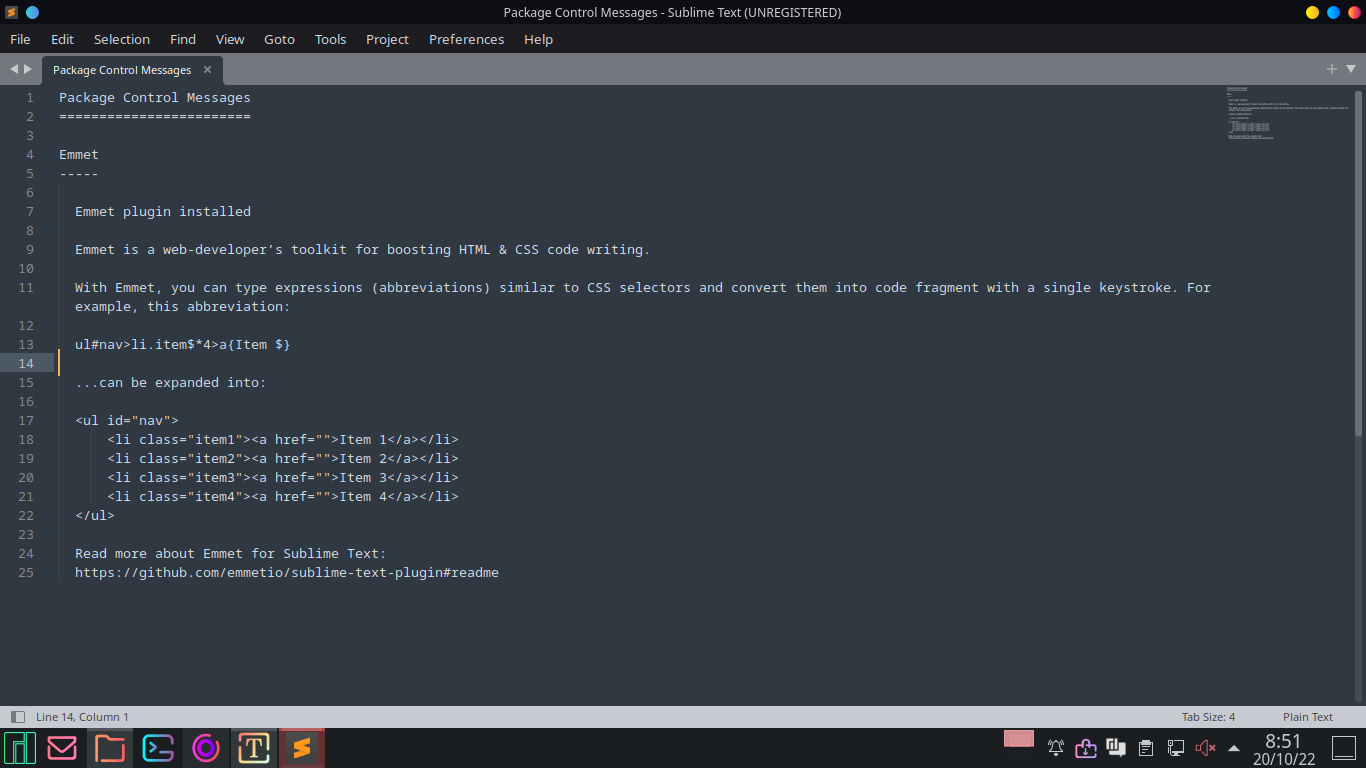 Package Control Messages - Sublime Text (UNREGISTERED)
File Edit Selection Find View Goto Tools Project Preferences Help
Package Control Messages ×
1 Package Control Messages
2 ========================
3
4 Emmet
5 -----
6
7 Emmet plugin installed
8
9 Emmet is a web-developer’s toolkit for boosting HTML & CSS code writing.
10
11 With Emmet, you can type expressions (abbreviations) similar to CSS selectors and convert them into code fragment with a single keystroke. For
example, this abbreviation:
12
13 ul#nav>li.item$*4>a{Item $}
14
15 ...can be expanded into:
16
17 <ul id="nav">
18 <li class="item1"><a href="">Item 1</a></li>
19 <li class="item2"><a href="">Item 2</a></li>
20 <li class="item3"><a href="">Item 3</a></li>
21 <li class="item4"><a href="">Item 4</a></li>
22 </ul>
23
24 Read more about Emmet for Sublime Text:
25 https://github.com/emmetio/sublime-text-plugin#readme
Line 14, Column 1 Tab Size: 4 Plain Text
8:51
20/10/22